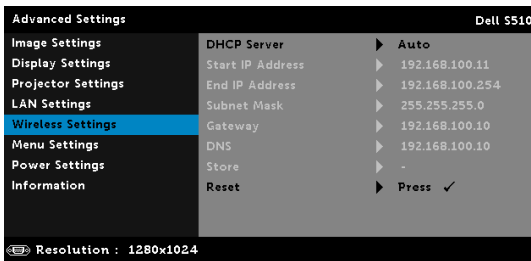 Advanced Settings Dell S510
Image Settings
Display Settings
Projector Settings
LAN Settings
Wireless Settings
Menu Settings
Power Settings
Information
DHCP Server Auto
Start IP Address 192.168.100.11
End IP Address 192.168.100.254
Subnet Mask 255.255.255.0
Gateway 192.168.100.10
DNS 192.168.100.10
Store -
Reset Press ✓
Resolution : 1280x1024